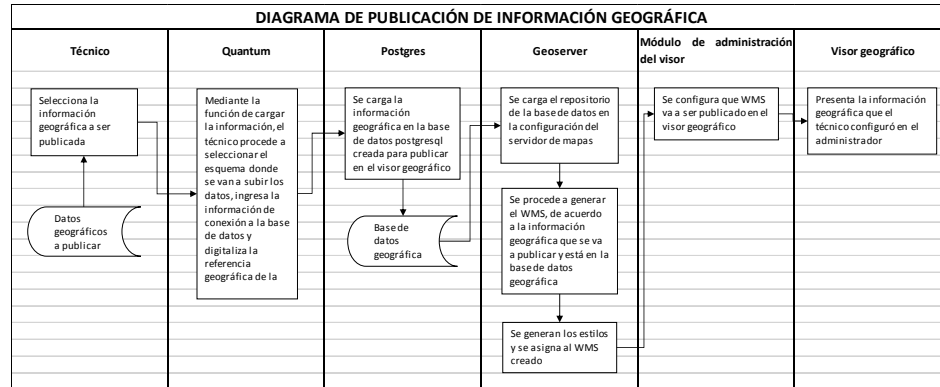 DIAGRAMA DE PUBLICACIÓN DE INFORMACIÓN GEOGRÁFICA
Técnico
Quantum
Postgres
Geoserver
Módulo de administración
del visor
Visor geográfico
Selecciona la
información
geográfica a ser
publicada
Datos
geográficos
a publicar
Mediante la
función de cargar
la información, el
técnico procede a
seleccionar el
esquema donde
se van a subir los
datos, ingresa la
información de
conexión a la base
de datos y
digitaliza la
referencia
geográfica de la
Se carga la
información
geográfica en la base
de datos postgresql
creada para publicar
en el visor geográfico
Base de
datos
geográfica
Se carga el repositorio
de la base de datos en
la configuración del
servidor de mapas
Se procede a generar
el WMS, de acuerdo
a la información
geográfica que se va
a publicar y está en la
base de datos
geográfica
Se generan los estilos
y se asigna al WMS
creado
Se configura que WMS
va a ser publicado en el
visor geográfico
Presenta la información
geográfica que el
técnico configuró en el
administrador